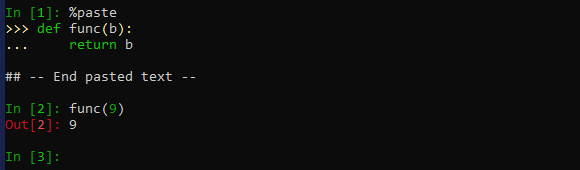 In [1]: %paste
>>> def func(b):
...     return b
## -- End pasted text --
In [2]: func(9)
Out[2]: 9
In [3]: